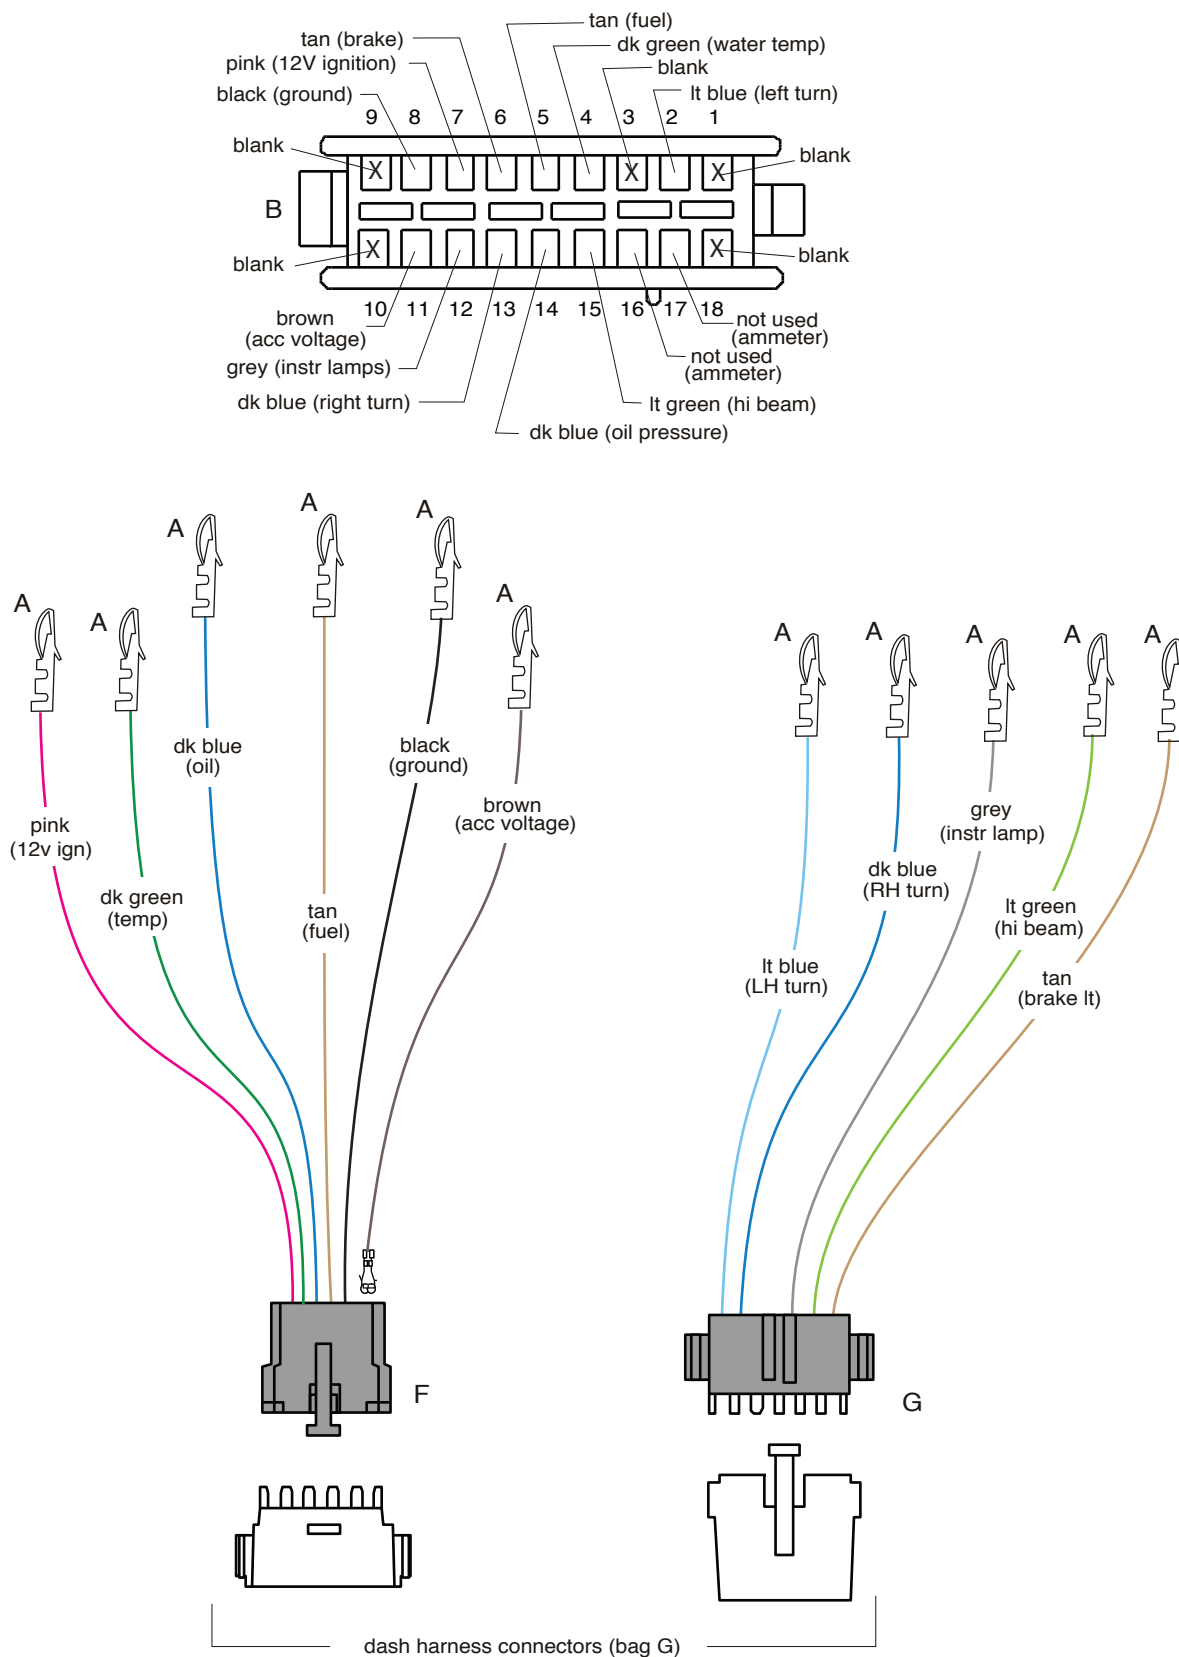 tan (fuel)
tan (brake)
dk green (water temp)
pink (12V ignition)
blank
black (ground)
lt blue (left turn)
9 8 7 6 5 4 3 2 1
blank
X
X
X
blank
B
blank
X
X
blank
10 11 12 13 14 15 16 17 18
brown
(acc voltage)
not used
(ammeter)
grey (instr lamps)
not used
(ammeter)
dk blue (right turn)
lt green (hi beam)
dk blue (oil pressure)
A
A
A
A
A
A
A
A
A
A
A
dk blue
(oil)
black
(ground)
brown
(acc voltage)
pink
(12v ign)
dk green
(temp)
tan
(fuel)
grey
(instr lamp)
dk blue
(RH turn)
lt green
(hi beam)
lt blue
(LH turn)
tan
(brake lt)
F
G
dash harness connectors (bag G)